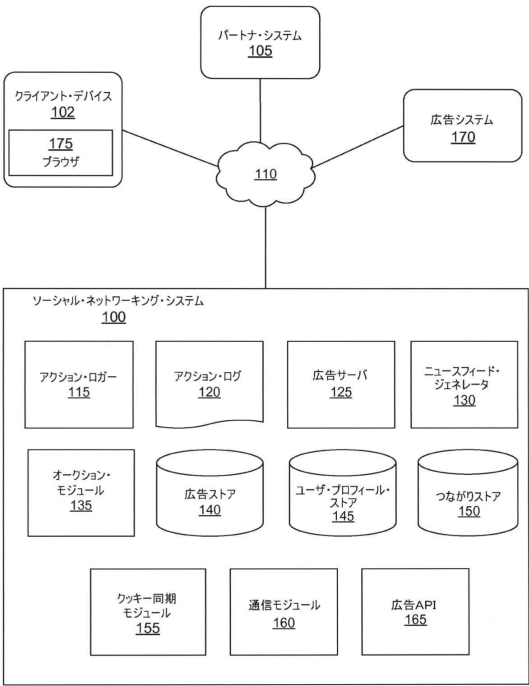 パートナ・システム
105
クライアント・デバイス
102
175
ブラウザ
広告システム
170
110
ソーシャル・ネットワーキング・システム
100
アクション・ロガー
115
アクション・ログ
120
広告サーバ
125
ニュースフィード・
ジェネレータ
130
オークション・
モジュール
135
広告ストア
140
ユーザ・プロフィール・
ストア
145
つながりストア
150
クッキー同期
モジュール
155
通信モジュール
160
広告API
165